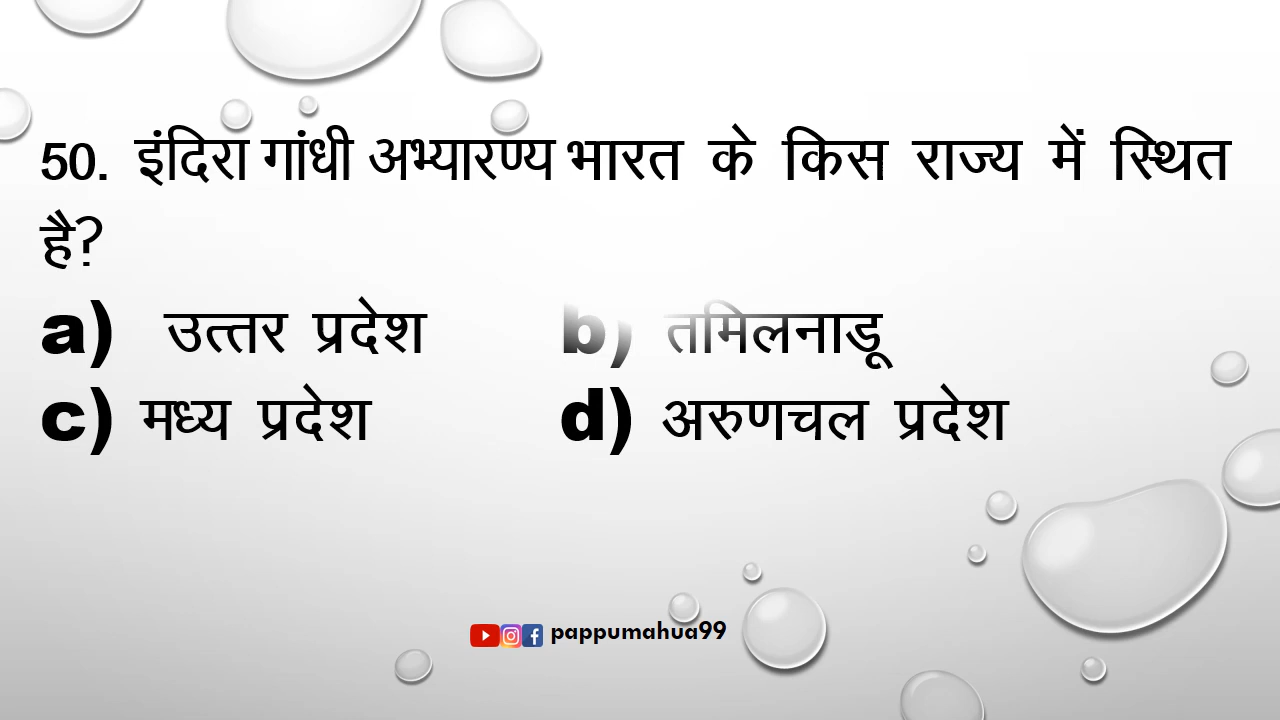 50. इंदिरा गांधी अभ्यारण्य भारत के किस राज्य में स्थित
है?
a) उत्तर प्रदेश b) तमिलनाडू
c) मध्य प्रदेश d) अरुणचल प्रदेश
pappumahua99